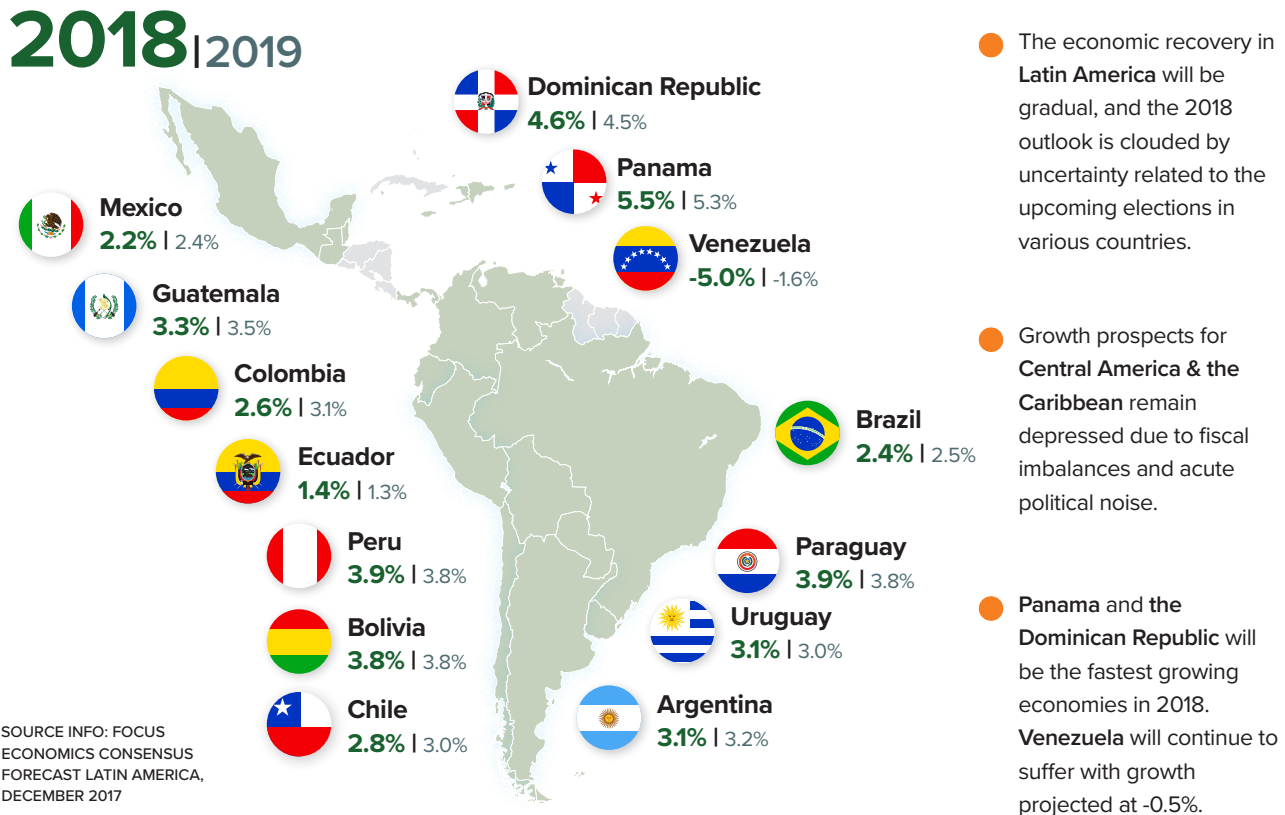 2018|2019
Dominican Republic
4.6% | 4.5%
Panama
5.5% | 5.3%
Mexico
2.2% | 2.4%
Venezuela
-5.0% | -1.6%
Guatemala
3.3% | 3.5%
Colombia
2.6% | 3.1%
Brazil
2.4% | 2.5%
Ecuador
1.4% | 1.3%
Peru
3.9% | 3.8%
Paraguay
3.9% | 3.8%
Bolivia
3.8% | 3.8%
Uruguay
3.1% | 3.0%
Chile
2.8% | 3.0%
Argentina
3.1% | 3.2%
SOURCE INFO: FOCUS
ECONOMICS CONSENSUS
FORECAST LATIN AMERICA,
DECEMBER 2017
The economic recovery in
Latin America will be
gradual, and the 2018
outlook is clouded by
uncertainty related to the
upcoming elections in
various countries.
Growth prospects for
Central America & the
Caribbean remain
depressed due to fiscal
imbalances and acute
political noise.
Panama and the
Dominican Republic will
be the fastest growing
economies in 2018.
Venezuela will continue to
suffer with growth
projected at -0.5%.